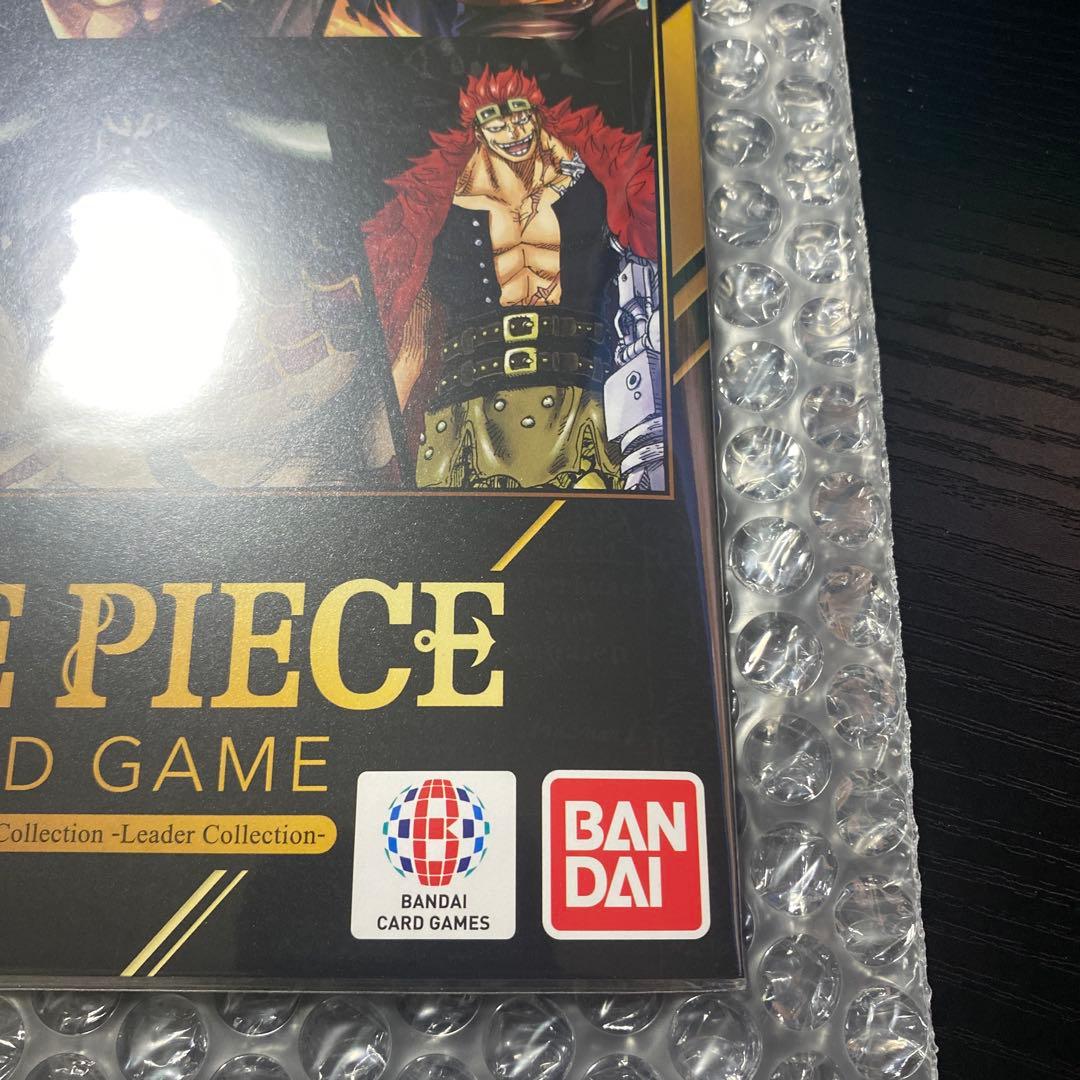 E PIECE
D GAME
Collection -Leader Collection-
BANDAI
CARD GAMES
BAN
DAI